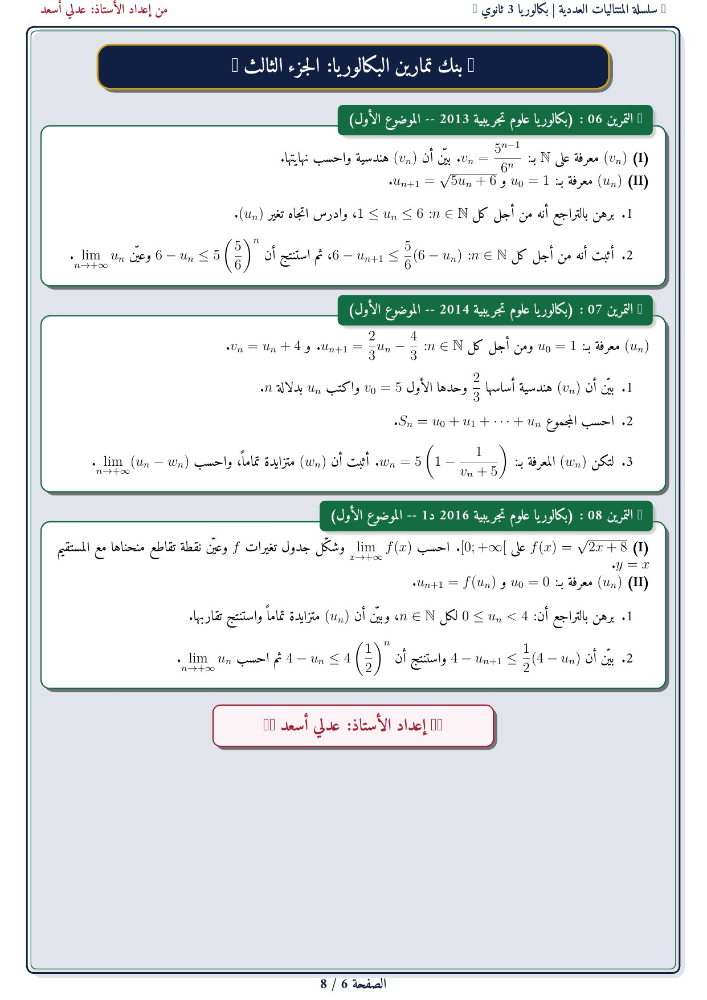 سلسلة المتتاليات العددية | بكالوريا 3 ثانوي
من إعداد الأستاذ: عدلي أسعد
بنك تمارين البكالوريا: الجزء الثالث
التمرين 06 : (بكالوريا علوم تجريبية 2013 -- الموضوع الأول)
(I) $(v_n)$ معرفة على $\mathbb{N}$ بـ: $v_n = \dfrac{5^{n-1}}{6^n}$. بيّن أن $(v_n)$ هندسية واحسب نهايتها.
(II) $(u_n)$ معرفة بـ: $u_0 = 1$ و $u_{n+1} = \sqrt{5u_n + 6}$.
1. برهن بالتراجع أنه من أجل كل $n \in \mathbb{N}$: $1 \leq u_n \leq 6$، وادرس اتجاه تغير $(u_n)$.
2. أثبت أنه من أجل كل $n \in \mathbb{N}$: $6 - u_{n+1} \leq \dfrac{5}{6}(6 - u_n)$، ثم استنتج أن $6 - u_n \leq 5\left(\dfrac{5}{6}\right)^n$ وعيّن $\lim\limits_{n \to +\infty} u_n$.
التمرين 07 : (بكالوريا علوم تجريبية 2014 -- الموضوع الأول)
$(u_n)$ معرفة بـ: $u_0 = 1$ ومن أجل كل $n \in \mathbb{N}$: $u_{n+1} = \dfrac{2}{3}u_n - \dfrac{4}{3}$. و $v_n = u_n + 4$.
1. بيّن أن $(v_n)$ هندسية أساسها $\dfrac{2}{3}$ وحدها الأول $v_0 = 5$ واكتب $u_n$ بدلالة $n$.
2. احسب المجموع $S_n = u_0 + u_1 + \cdots + u_n$.
3. لتكن $(w_n)$ المعرفة بـ: $w_n = 5\left(1 - \dfrac{1}{v_n + 5}\right)$. أثبت أن $(w_n)$ متزايدة تماماً، واحسب $\lim\limits_{n \to +\infty}(u_n - w_n)$.
التمرين 08 : (بكالوريا علوم تجريبية 2016 د1 -- الموضوع الأول)
(I) $f(x) = \sqrt{2x + 8}$ على $[0; +\infty[$. احسب $\lim\limits_{x \to +\infty} f(x)$ وشكّل جدول تغيرات $f$ وعيّن نقطة تقاطع منحناها مع المستقيم
$y = x$.
(II) $(u_n)$ معرفة بـ: $u_0 = 0$ و $u_{n+1} = f(u_n)$.
1. برهن بالتراجع أن: $0 \leq u_n < 4$ لكل $n \in \mathbb{N}$، وبيّن أن $(u_n)$ متزايدة تماماً واستنتج تقاربها.
2. بيّن أن $4 - u_{n+1} \leq \dfrac{1}{2}(4 - u_n)$ واستنتج أن $4 - u_n \leq 4\left(\dfrac{1}{2}\right)^n$ ثم احسب $\lim\limits_{n \to +\infty} u_n$.
إعداد الأستاذ: عدلي أسعد
الصفحة 6 / 8